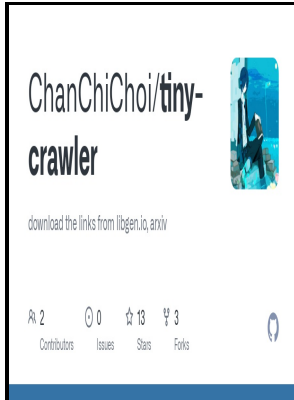 ChanChiChoi/tiny-
crawler
download the links from libgen.io, arxiv
2 0 13 3
Contributors Issues Stars Forks